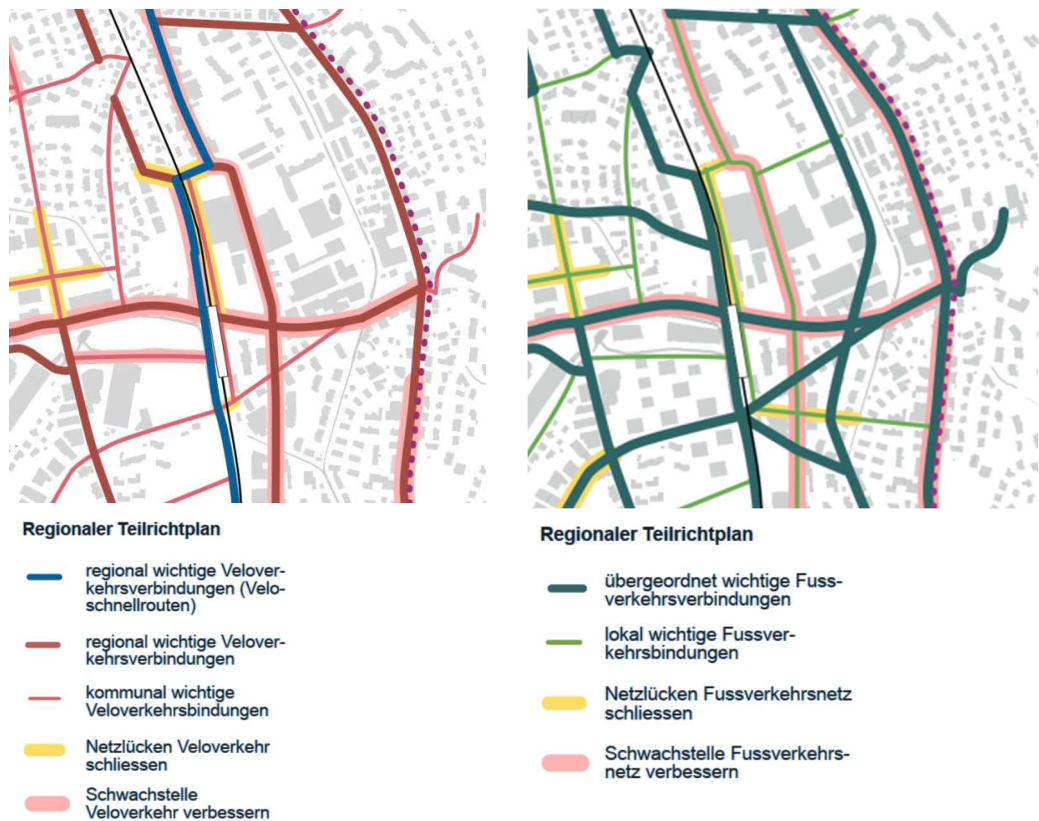 Regionaler Teilrichtplan
regional wichtige Velover-
kehrsverbindungen (Velo-
schnellrouten)
regional wichtige Velover-
kehrsverbindungen
kommunal wichtige
Veloverkehrsbindungen
Netzlücken Veloverkehr
schliessen
Schwachstelle
Veloverkehr verbessern
Regionaler Teilrichtplan
übergeordnet wichtige Fuss-
verkehrsverbindungen
lokal wichtige Fussver-
kehrsbindungen
Netzlücken Fussverkehrsnetz
schliessen
Schwachstelle Fussverkehrs-
netz verbessern